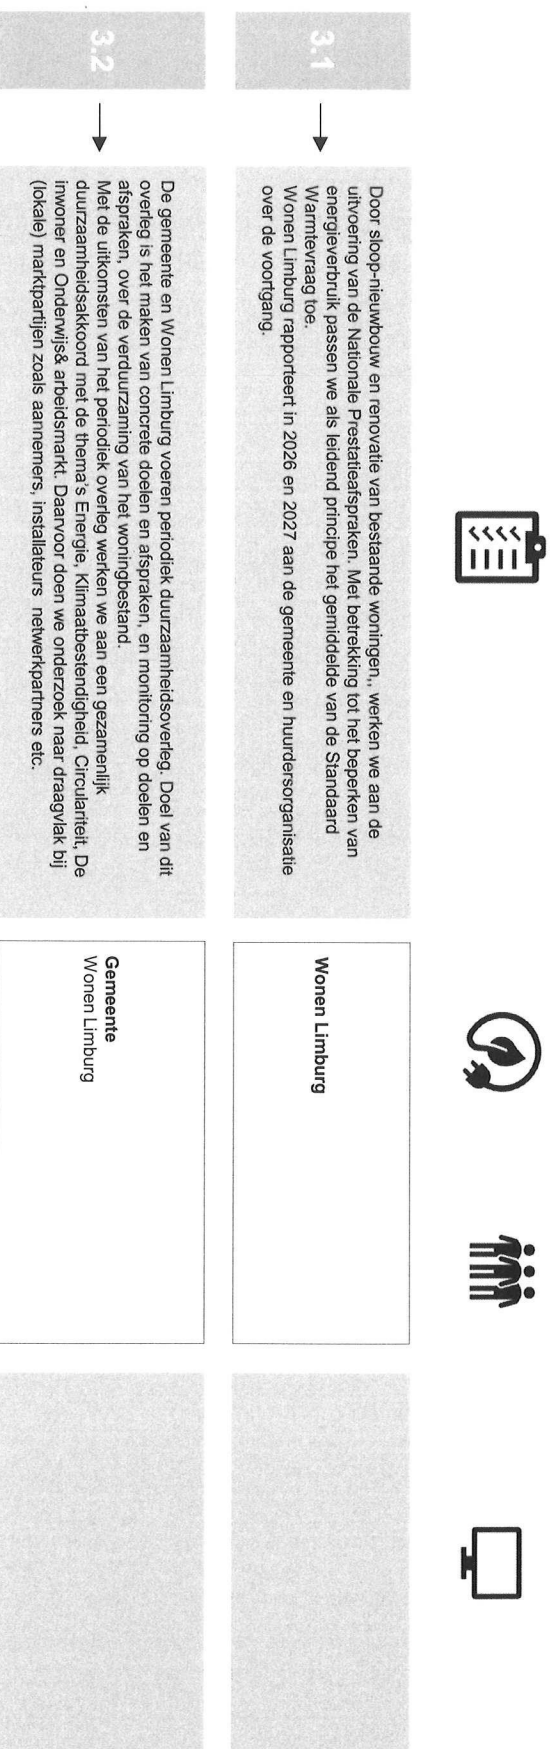 3.1
Door sloop-nieuwbouw en renovatie van bestaande woningen,, werken we aan de
uitvoering van de Nationale Prestatieafspraken. Met betrekking tot het beperken van
energieverbruik passen we als leidend principe het gemiddelde van de Standaard
Warmtevraag toe.
Wonen Limburg rapporteert in 2026 en 2027 aan de gemeente en huurdersorganisatie
over de voortgang.
Wonen Limburg
3.2
De gemeente en Wonen Limburg voeren periodiek duurzaamheidsoverleg. Doel van dit
overleg is het maken van concrete doelen en afspraken, en monitoring op doelen en
afspraken, over de verduurzaming van het woningbestand.
Met de uitkomsten van het periodiek overleg werken we aan een gezamenlijk
duurzaamheidsakkoord met de thema's Energie, Klimaatbestendigheid, Circulariteit, De
inwoner en Onderwijs& arbeidsmarkt. Daarvoor doen we onderzoek naar draagvlak bij
(lokale) marktpartijen zoals aannemers, installateurs netwerkpartners etc.
Gemeente
Wonen Limburg